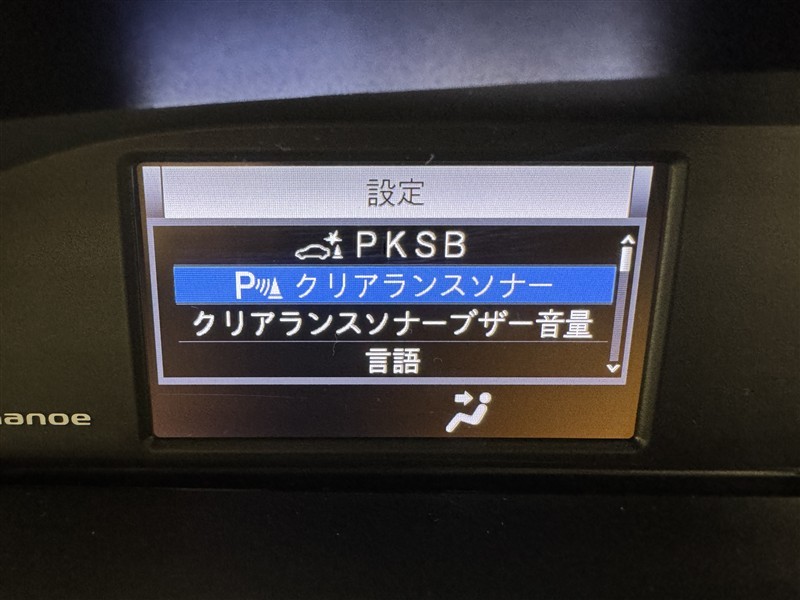 設定
PKSB
P クリアランスソナー
クリアランスソナーブザー音量
言語
anoe